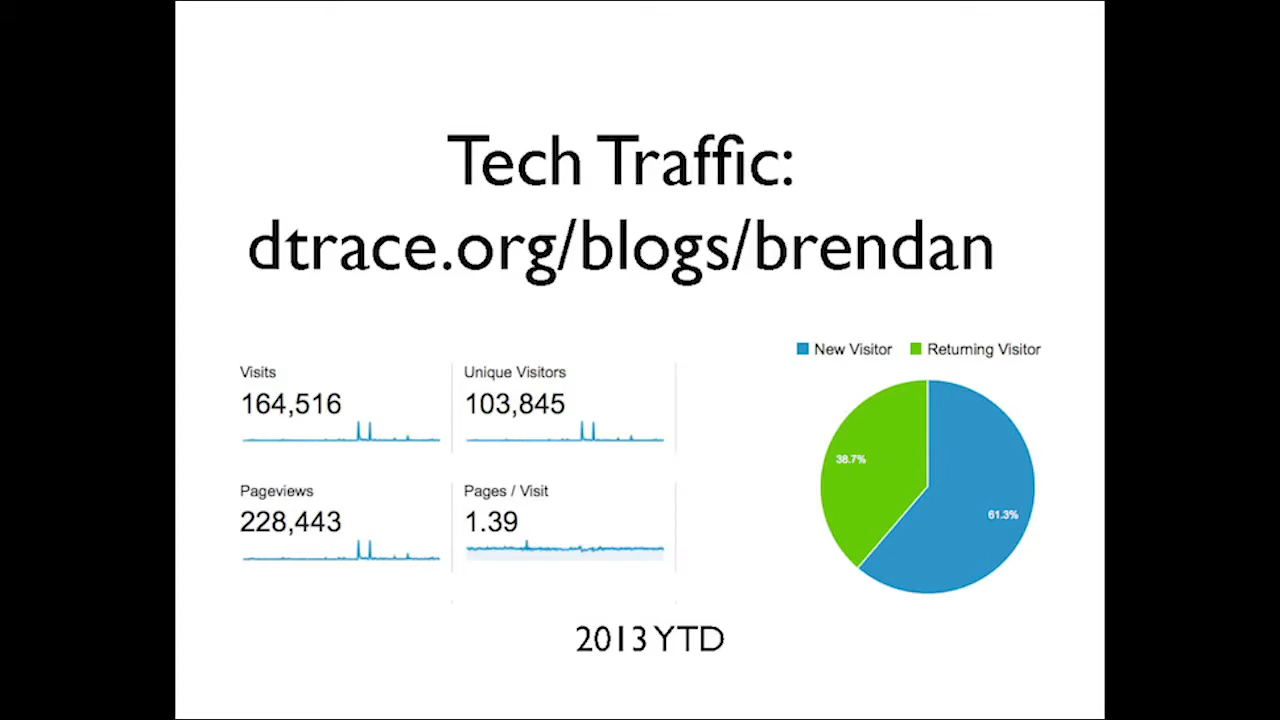 Tech Traffic:
dtrace.org/blogs/brendan
Visits
164,516
Unique Visitors
103,845
Pageviews
228,443
Pages / Visit
1.39
New Visitor
Returning Visitor
38.7%
61.3%
2013 YTD